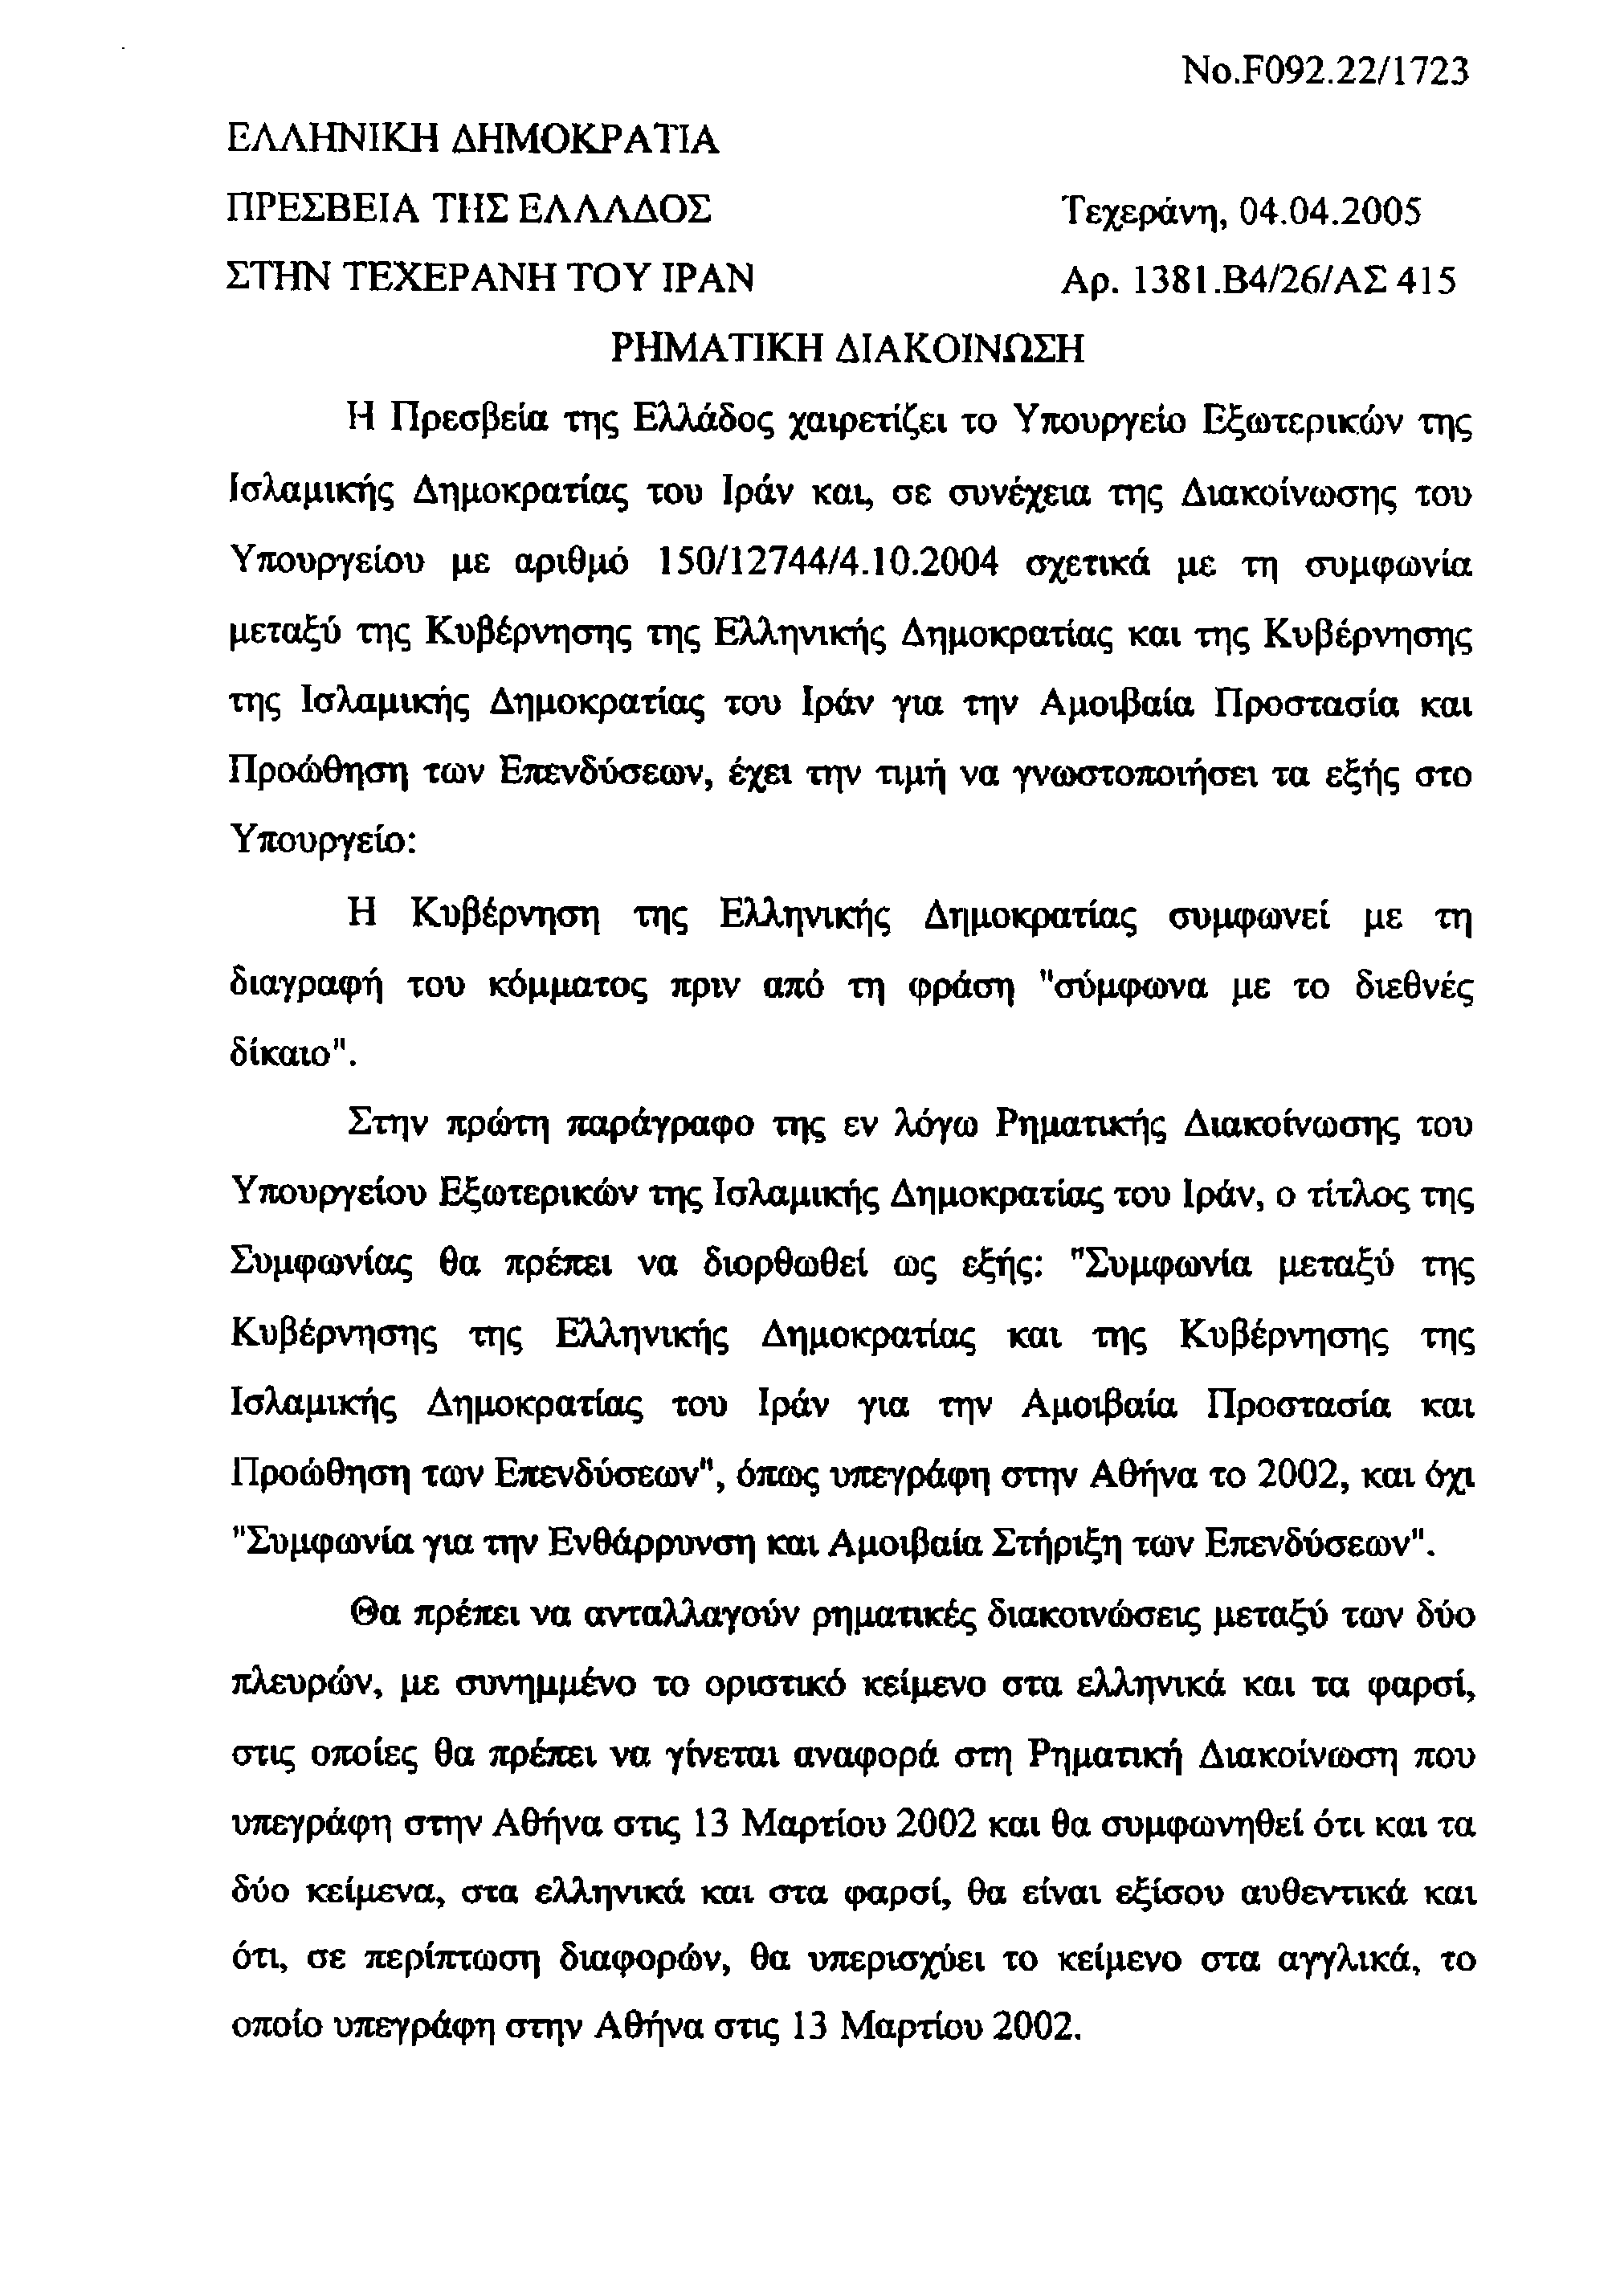 No.F092.22/1723
ΕΛΛΗΝΙΚΗ ΔΗΜΟΚΡΑΤΙΑ
ΠΡΕΣΒΕΙΑ ΤΗΣ ΕΛΛΑΔΟΣ Τεχεράνη, 04.04.2005
ΣΤΗΝ ΤΕΧΕΡΑΝΗ ΤΟΥ ΙΡΑΝ Αρ. 1381.Β4/26/ΑΣ 415
ΡΗΜΑΤΙΚΗ ΔΙΑΚΟΙΝΩΣΗ
Η Πρεσβεία της Ελλάδος χαιρετίζει το Υπουργείο Εξωτερικών της
Ισλαμικής Δημοκρατίας του Ιράν και, σε συνέχεια της Διακοίνωσης του
Υπουργείου με αριθμό 150/12744/4.10.2004 σχετικά με τη συμφωνία
μεταξύ της Κυβέρνησης της Ελληνικής Δημοκρατίας και της Κυβέρνησης
της Ισλαμικής Δημοκρατίας του Ιράν για την Αμοιβαία Προστασία και
Προώθηση των Επενδύσεων, έχει την τιμή να γνωστοποιήσει τα εξής στο
Υπουργείο:
Η Κυβέρνηση της Ελληνικής Δημοκρατίας συμφωνεί με τη
διαγραφή του κόμματος πριν από τη φράση "σύμφωνα με το διεθνές
δίκαιο".
Στην πρώτη παράγραφο της εν λόγω Ρηματικής Διακοίνωσης του
Υπουργείου Εξωτερικών της Ισλαμικής Δημοκρατίας του Ιράν, ο τίτλος της
Συμφωνίας θα πρέπει να διορθωθεί ως εξής: "Συμφωνία μεταξύ της
Κυβέρνησης της Ελληνικής Δημοκρατίας και της Κυβέρνησης της
Ισλαμικής Δημοκρατίας του Ιράν για την Αμοιβαία Προστασία και
Προώθηση των Επενδύσεων", όπως υπεγράφη στην Αθήνα το 2002, και όχι
"Συμφωνία για την Ενθάρρυνση και Αμοιβαία Στήριξη των Επενδύσεων".
Θα πρέπει να ανταλλαγούν ρηματικές διακοινώσεις μεταξύ των δύο
πλευρών, με συνημμένο το οριστικό κείμενο στα ελληνικά και τα φαρσί,
στις οποίες θα πρέπει να γίνεται αναφορά στη Ρηματική Διακοίνωση που
υπεγράφη στην Αθήνα στις 13 Μαρτίου 2002 και θα συμφωνηθεί ότι και τα
δύο κείμενα, στα ελληνικά και στα φαρσί, θα είναι εξίσου αυθεντικά και
ότι, σε περίπτωση διαφορών, θα υπερισχύει το κείμενο στα αγγλικά, το
οποίο υπεγράφη στην Αθήνα στις 13 Μαρτίου 2002.